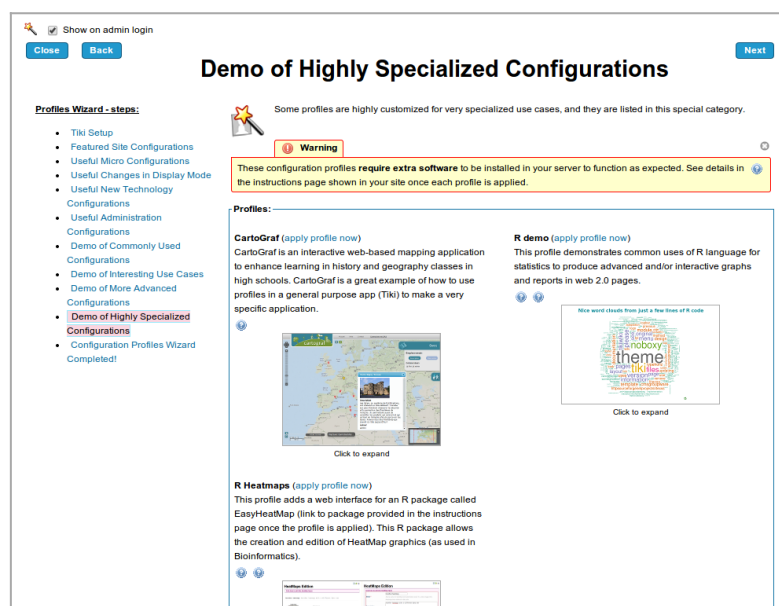 Show on admin login
Close
Back
Next
Demo of Highly Specialized Configurations
Profiles Wizard - steps:
Tiki Setup
Featured Site Configurations
Useful Micro Configurations
Useful Changes in Display Mode
Useful New Technology
Configurations
Useful Administration
Configurations
Demo of Commonly Used
Configurations
Demo of Interesting Use Cases
Demo of More Advanced
Configurations
Demo of Highly Specialized
Configurations
Configuration Profiles Wizard
Completed!
Some profiles are highly customized for very specialized use cases, and they are listed in this special category.
Warning
These configuration profiles require extra software to be installed in your server to function as expected. See details in
the instructions page shown in your site once each profile is applied.
Profiles:
CartoGraf (apply profile now)
CartoGraf is an interactive web-based mapping application
to enhance learning in history and geography classes in
high schools. CartoGraf is a great example of how to use
profiles in a general purpose app (Tiki) to make a very
specific application.
Click to expand
R demo (apply profile now)
This profile demonstrates common uses of R language for
statistics to produce advanced and/or interactive graphs
and reports in web 2.0 pages.
Nice word clouds from just a few lines of R code
noboxy
theme
tiki
Click to expand
R Heatmaps (apply profile now)
This profile adds a web interface for an R package called
EasyHeatMap (link to package provided in the instructions
page once the profile is applied). This R package allows
the creation and edition of HeatMap graphics (as used in
Bioinformatics).
HeatMaps Edition
HeatMaps Edition